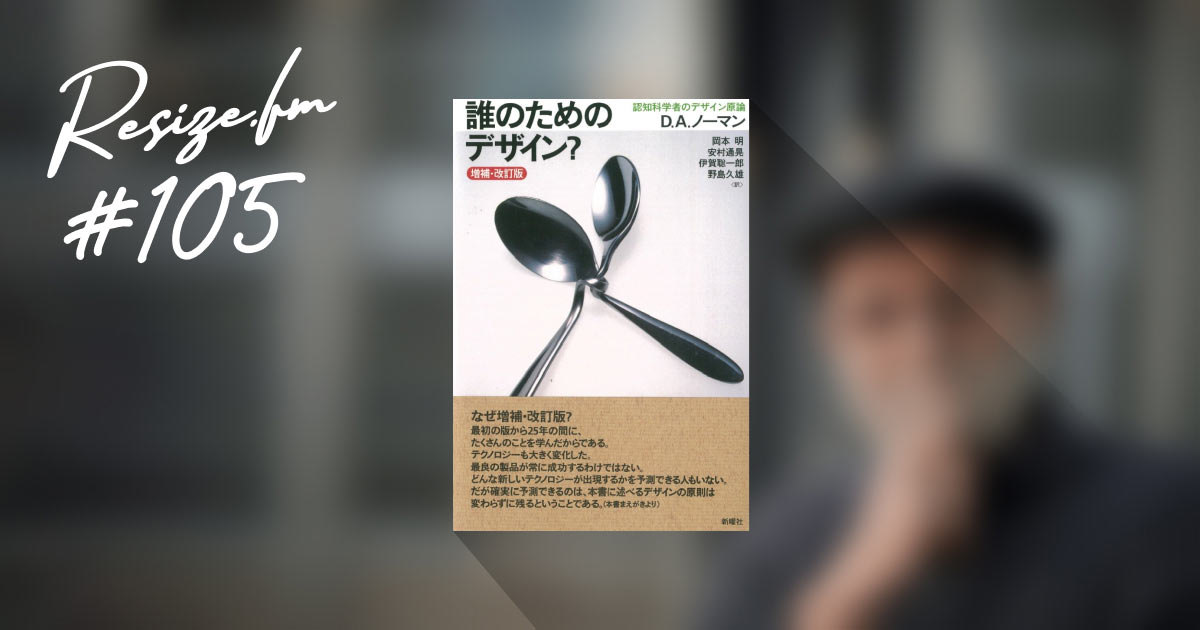 Resize.fm
#105
誰のための
デザイン?
増補・改訂版
認知科学者のデザイン原論
D.A.ノーマン
岡本 明
安村通晃
伊賀聡一郎
野島久雄
〈訳〉
なぜ増補・改訂版?
最初の版から25年の間に、
たくさんのことを学んだからである。
テクノロジーも大きく変化した。
最良の製品が常に成功するわけではない。
どんな新しいテクノロジーが出現するかを予測できる人もいない。
だが確実に予測できるのは、本書に述べるデザインの原則は
変わらずに残るということである。(本書まえがきより)
新曜社